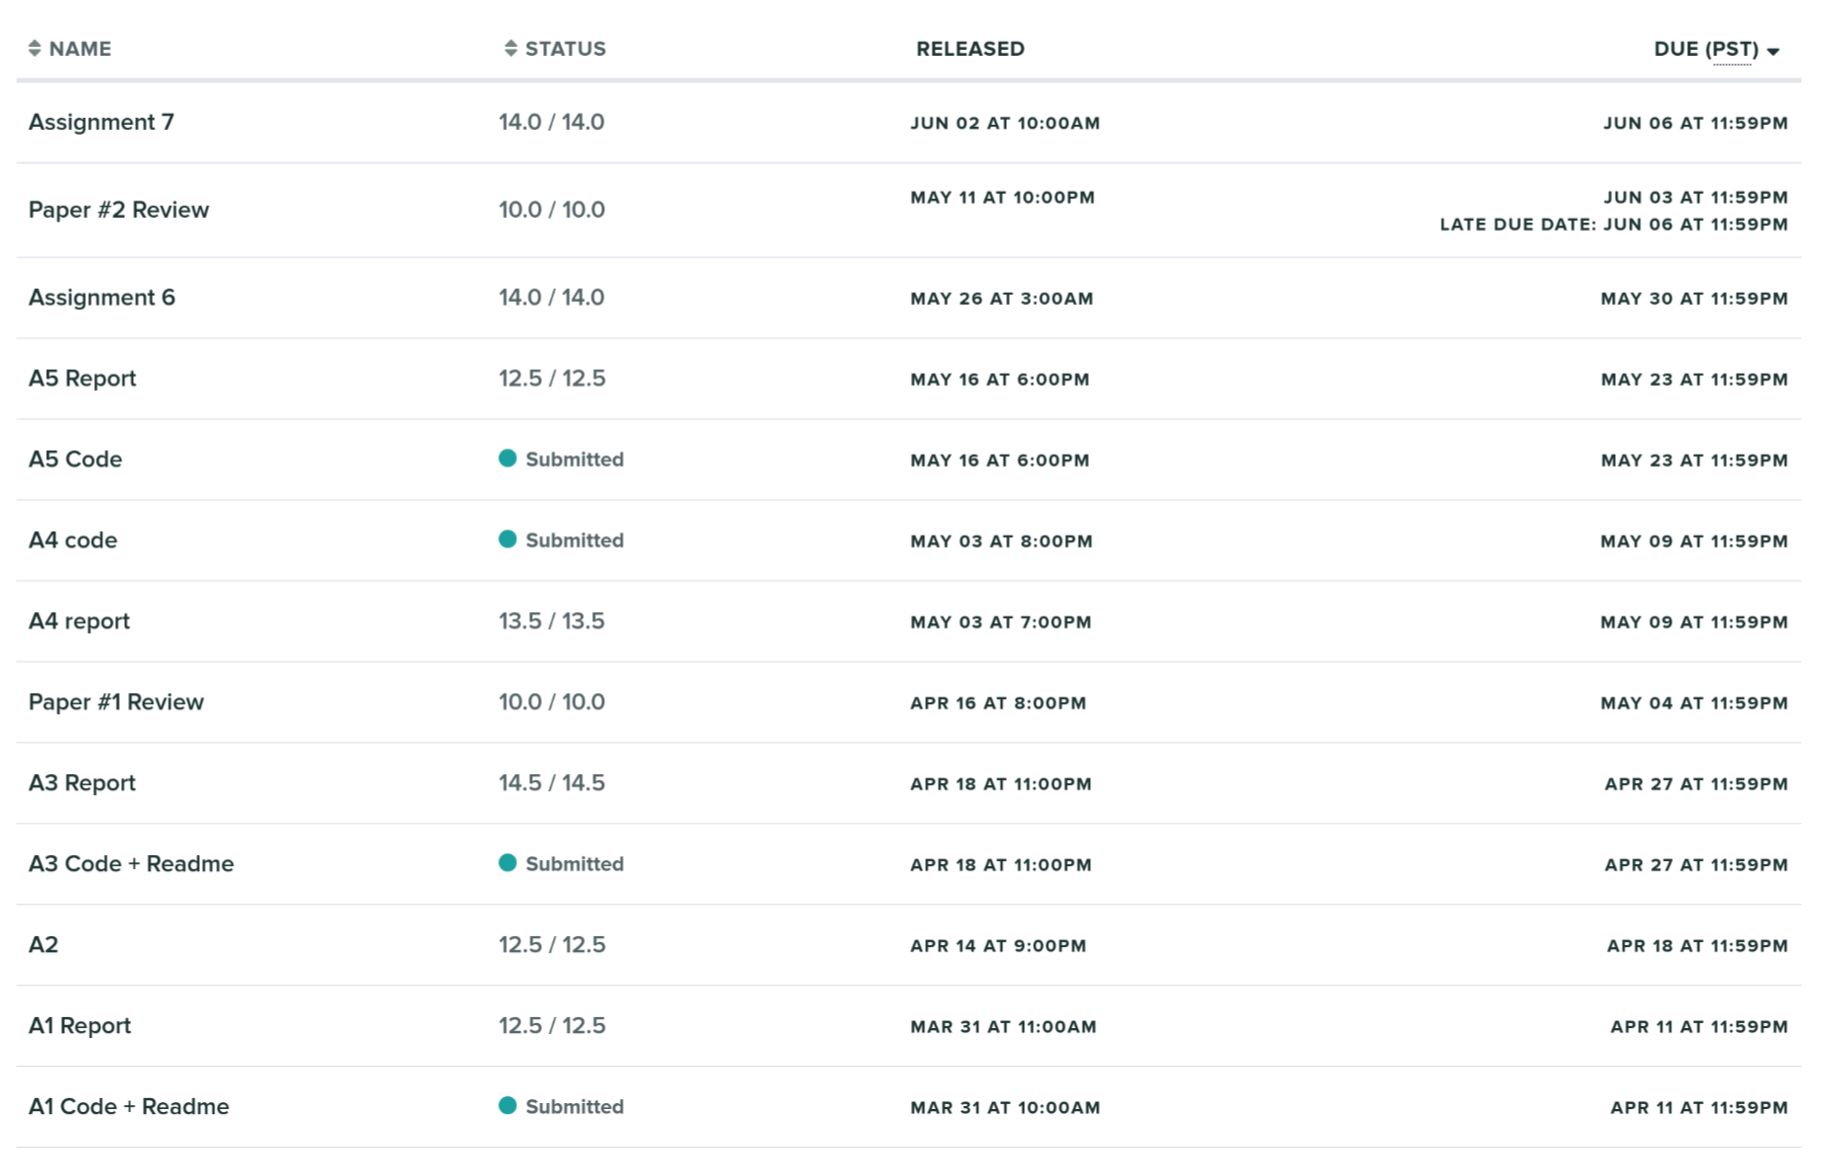 NAME STATUS RELEASED DUE (PST)
Assignment 7 14.0 / 14.0 JUN 02 AT 10:00AM JUN 06 AT 11:59PM
Paper #2 Review 10.0 / 10.0 MAY 11 AT 10:00PM JUN 03 AT 11:59PM
LATE DUE DATE: JUN 06 AT 11:59PM
Assignment 6 14.0 / 14.0 MAY 26 AT 3:00AM MAY 30 AT 11:59PM
A5 Report 12.5 / 12.5 MAY 16 AT 6:00PM MAY 23 AT 11:59PM
A5 Code Submitted MAY 16 AT 6:00PM MAY 23 AT 11:59PM
A4 code Submitted MAY 03 AT 8:00PM MAY 09 AT 11:59PM
A4 report 13.5 / 13.5 MAY 03 AT 7:00PM MAY 09 AT 11:59PM
Paper #1 Review 10.0 / 10.0 APR 16 AT 8:00PM MAY 04 AT 11:59PM
A3 Report 14.5 / 14.5 APR 18 AT 11:00PM APR 27 AT 11:59PM
A3 Code + Readme Submitted APR 18 AT 11:00PM APR 27 AT 11:59PM
A2 12.5 / 12.5 APR 14 AT 9:00PM APR 18 AT 11:59PM
A1 Report 12.5 / 12.5 MAR 31 AT 11:00AM APR 11 AT 11:59PM
A1 Code + Readme Submitted MAR 31 AT 10:00AM APR 11 AT 11:59PM